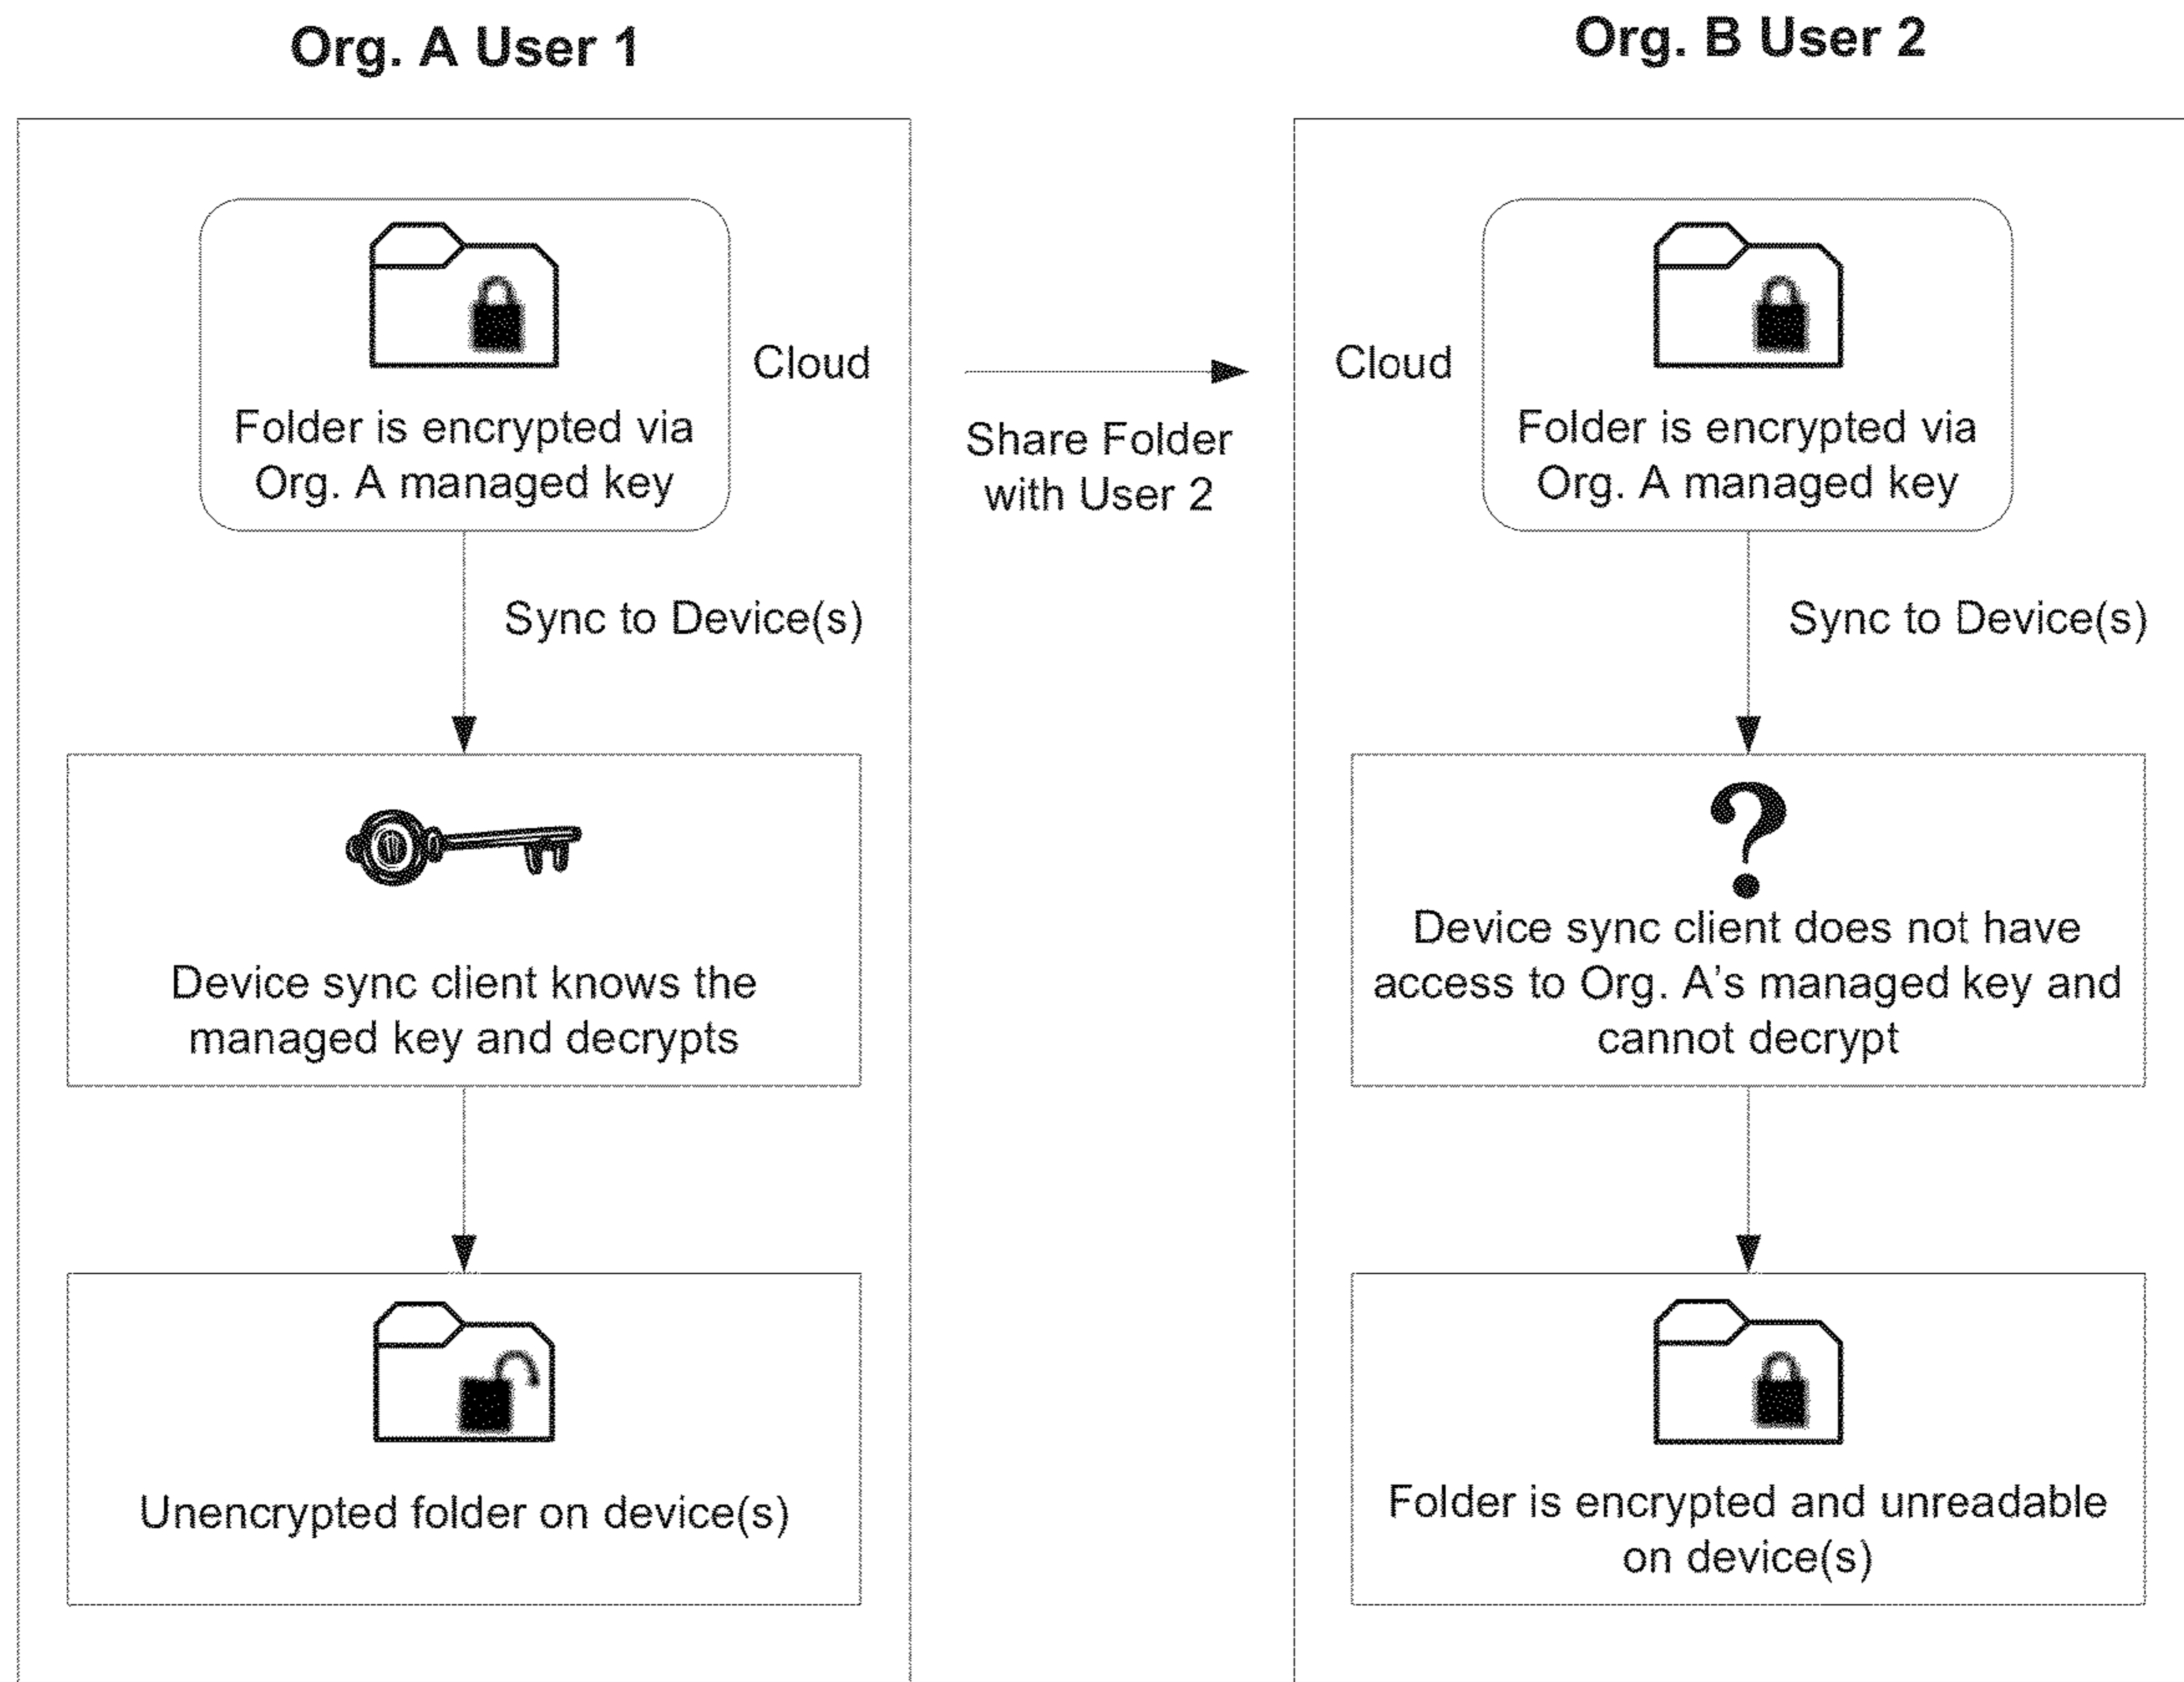 Org. A User 1
Folder is encrypted via
Org. A managed key
Cloud
Sync to Device(s)
Device sync client knows the
managed key and decrypts
Unencrypted folder on device(s)
Share Folder
with User 2
Org. B User 2
Cloud
Folder is encrypted via
Org. A managed key
Sync to Device(s)
?
Device sync client does not have
access to Org. A's managed key and
cannot decrypt
Folder is encrypted and unreadable
on device(s)